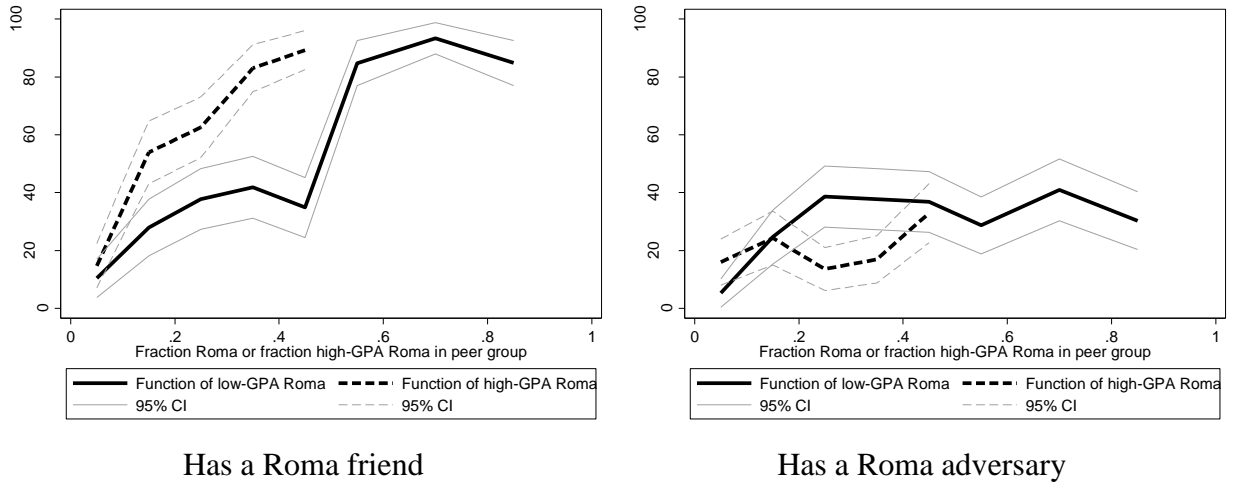 100
80
60
40
20
0
0 .2 .4 .6 .8 1
Fraction Roma or fraction high-GPA Roma in peer group
Function of low-GPA Roma Function of high-GPA Roma
95% CI 95% CI
Has a Roma friend
100
80
60
40
20
0
0 .2 .4 .6 .8 1
Fraction Roma or fraction high-GPA Roma in peer group
Function of low-GPA Roma Function of high-GPA Roma
95% CI 95% CI
Has a Roma adversary